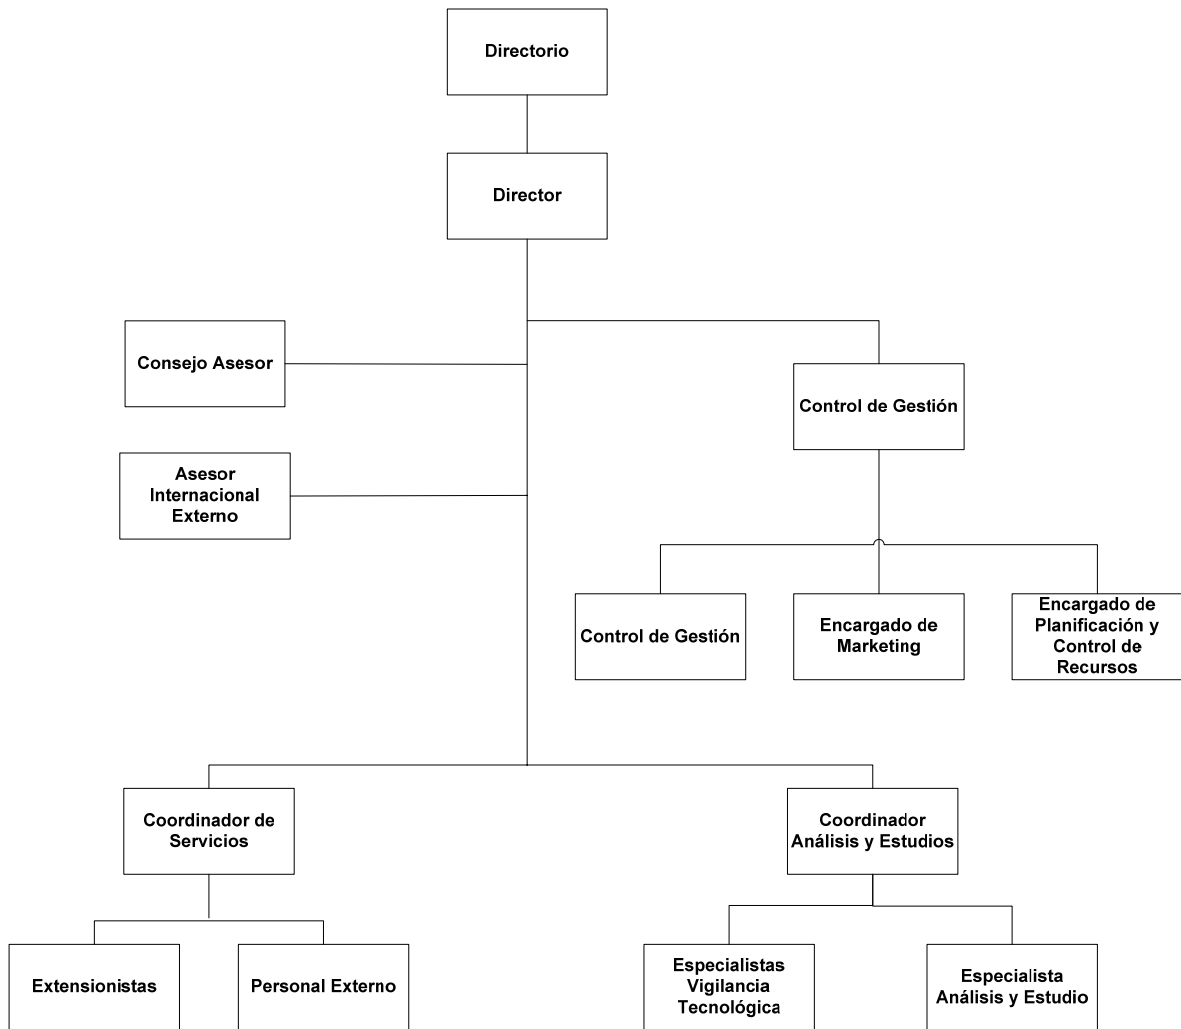 Directorio
Director
Consejo Asesor
Control de Gestión
Asesor
Internacional
Externo
Control de Gestión
Encargado de
Marketing
Encargado de
Planificación y
Control de
Recursos
Coordinador de
Servicios
Coordinador
Análisis y Estudios
Extensionistas
Personal Externo
Especialistas
Vigilancia
Tecnológica
Especialista
Análisis y Estudio